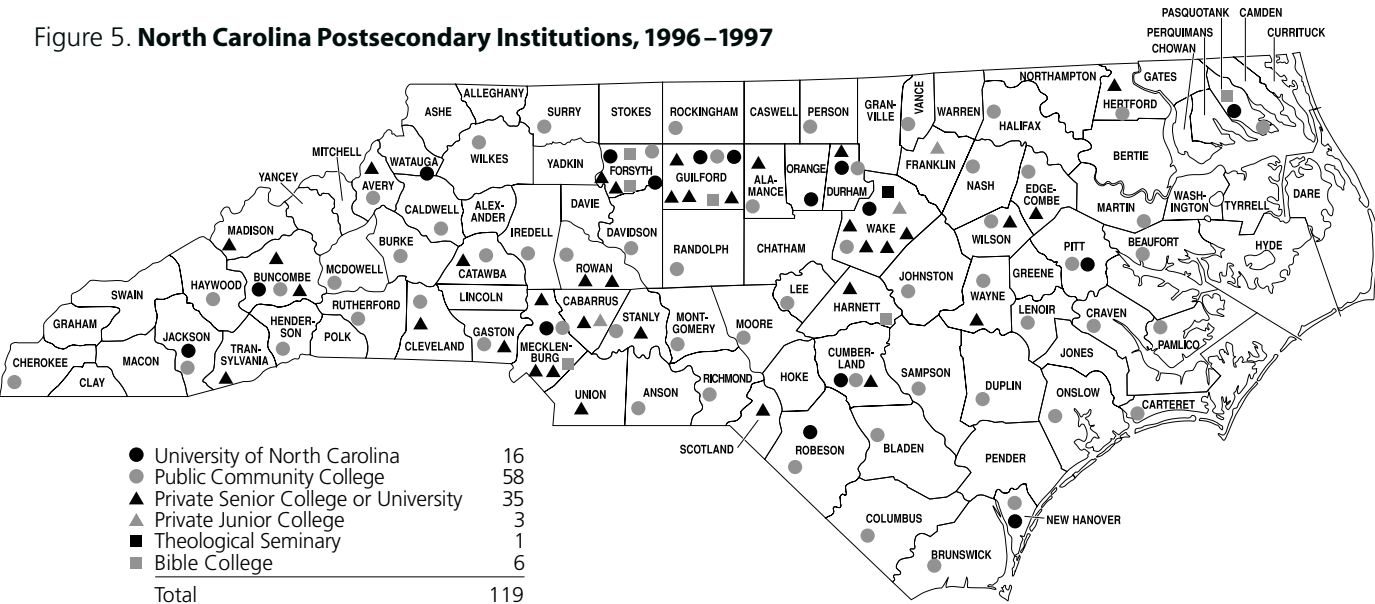 Figure 5. North Carolina Postsecondary Institutions, 1996–1997
PASQUOTANK
CAMDEN
PERQUIMANS
CURRITUCK
CHOWAN
NORTHAMPTON
GATES
ALLEGHANY
ASHE
SURRY
STOKES
ROCKINGHAM
CASWELL
PERSON
GRAN-
VILLE
VANCE
WARREN
HALIFAX
HERTFORD
MITCHELL
WATAUGA
WILKES
YADKIN
FORSYTH
GUILFORD
ALA-
MANCE
ORANGE
DURHAM
FRANKLIN
NASH
EDGE-
COMBE
BERTIE
YANCEY
AVERY
CALDWELL
ALEX-
ANDER
IREDELL
DAVIE
DAVIDSON
RANDOLPH
CHATHAM
WAKE
WILSON
MARTIN
WASH-
INGTON
TYRRELL
DARE
MADISON
BURKE
CATAWBA
ROWAN
PITT
BEAUFORT
HYDE
SWAIN
HAYWOOD
BUNCOMBE
MCDOWELL
LINCOLN
CABARRUS
STANLY
MONT-
GOMERY
MOORE
LEE
HARNETT
JOHNSTON
WAYNE
GREENE
LENOIR
CRAVEN
PAMLICO
GRAHAM
JACKSON
HENDER-
SON
RUTHERFORD
POLK
CLEVELAND
GASTON
MECKLEN-
BURG
CHEROKEE
MACON
CLAY
TRAN-
SYLVANIA
UNION
ANSON
RICHMOND
HOKE
CUMBER-
LAND
SAMPSON
DUPLIN
JONES
ONSLOW
CARTERET
SCOTLAND
ROBESON
BLADEN
PENDER
COLUMBUS
NEW HANOVER
BRUNSWICK
University of North Carolina 16
Public Community College 58
Private Senior College or University 35
Private Junior College 3
Theological Seminary 1
Bible College 6
Total 119